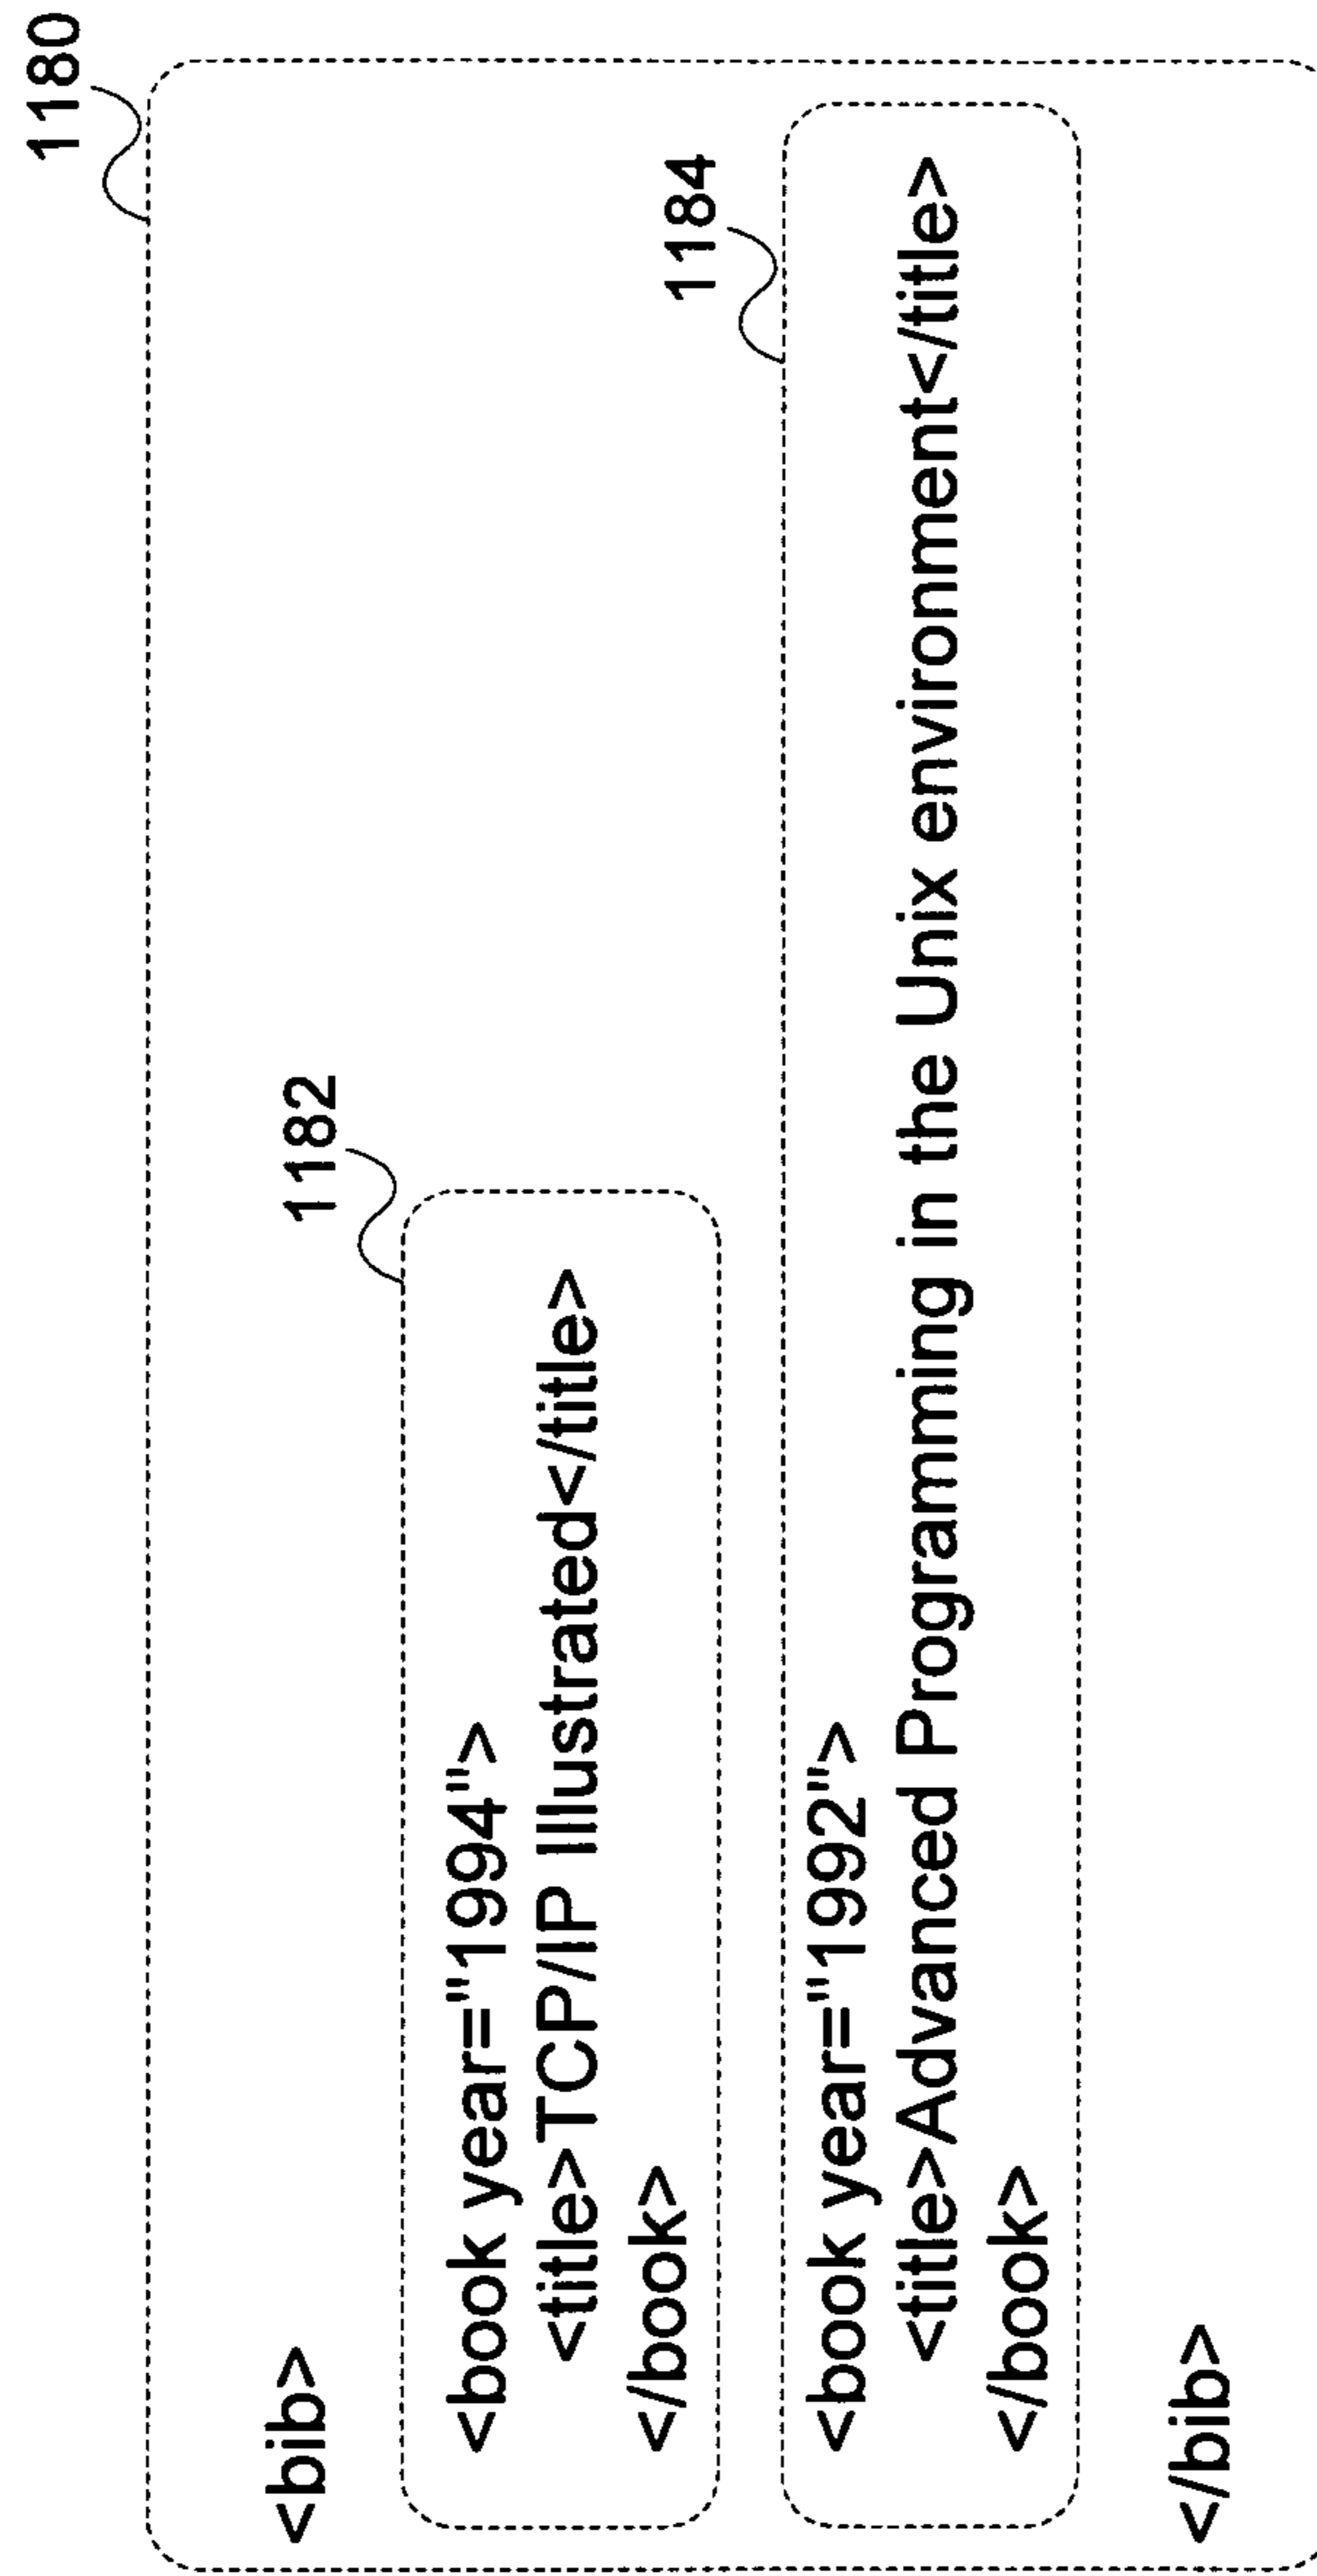 1180
<bib>
1182
<book year="1994">
<title>TCP/IP Illustrated</title>
</book>
1184
<book year="1992">
<title>Advanced Programming in the Unix environment</title>
</book>
</bib>